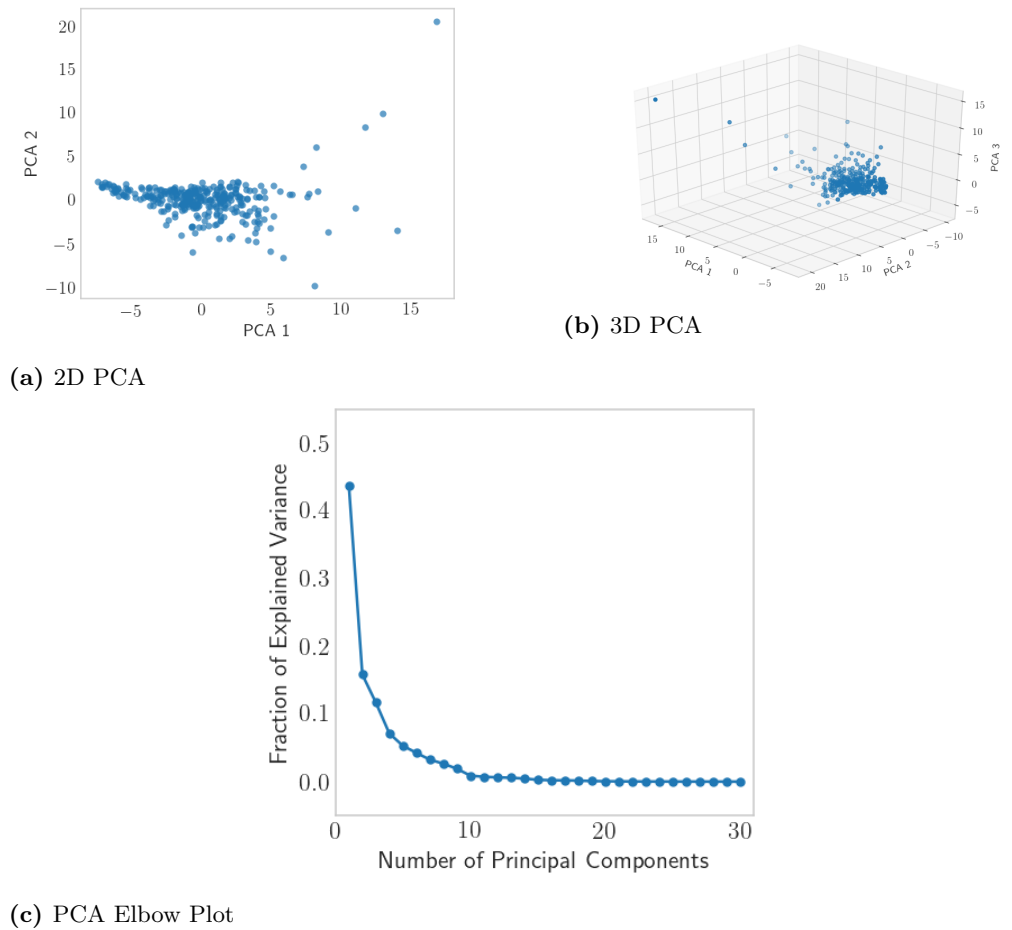 20
15
10
5
0
−5
−10
PCA 2
−5 0 5 10 15
PCA 1
(a) 2D PCA
15
10
5
0
−5
PCA 3
15 10 5 0 −5
PCA 1
20 15 10 5 0 −5 −10
PCA 2
(b) 3D PCA
0.5
0.4
0.3
0.2
0.1
0.0
Fraction of Explained Variance
0 10 20 30
Number of Principal Components
(c) PCA Elbow Plot